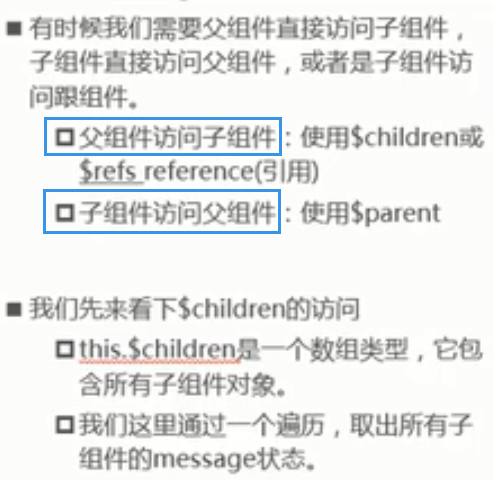 ■ 有时候我们需要父组件直接访问子组件，
子组件直接访问父组件，或者是子组件访
问跟组件。
父组件访问子组件：使用$children或
$refs reference(引用)
子组件访问父组件：使用$parent
■ 我们先来看下$children的访问
this.$children是一个数组类型，它包
含所有子组件对象。
我们这里通过一个遍历，取出所有子
组件的message状态。